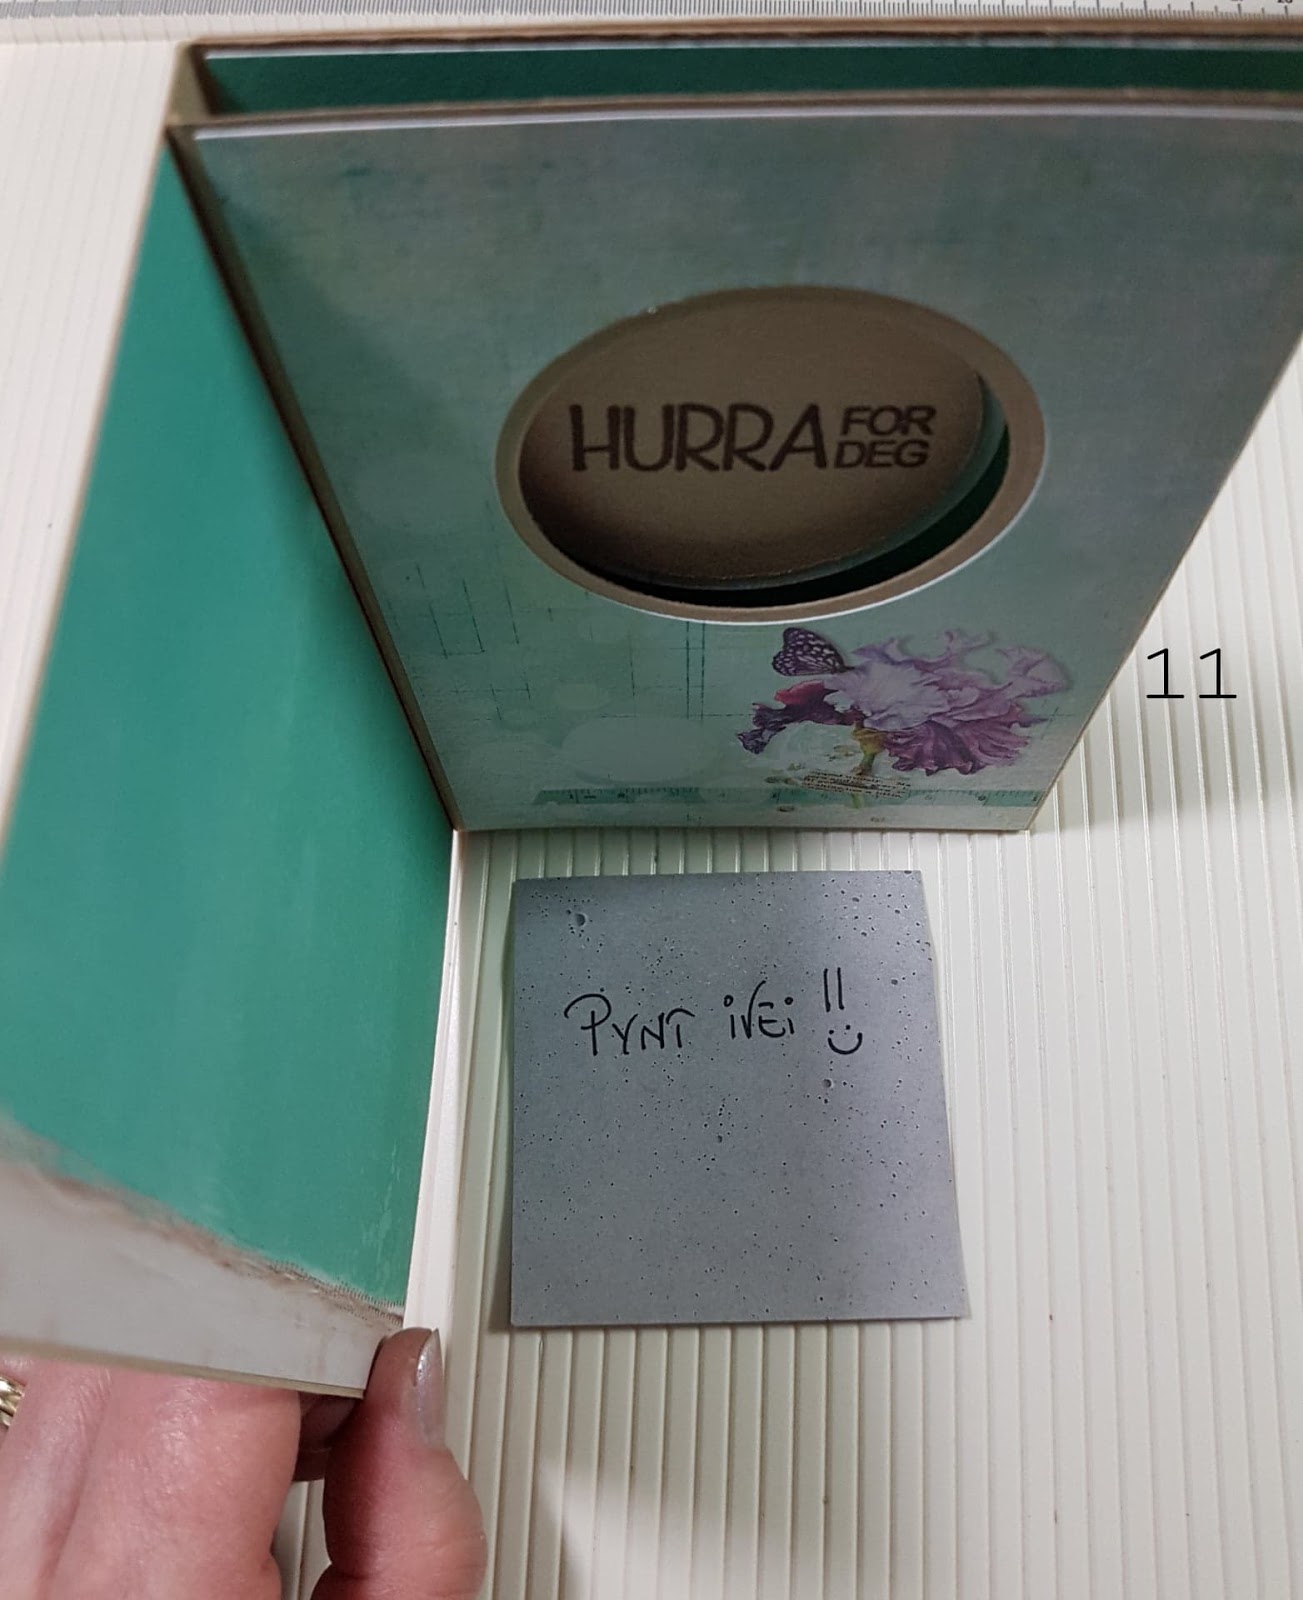 HURRA FOR
DEG
11
PYNT iVEi !!